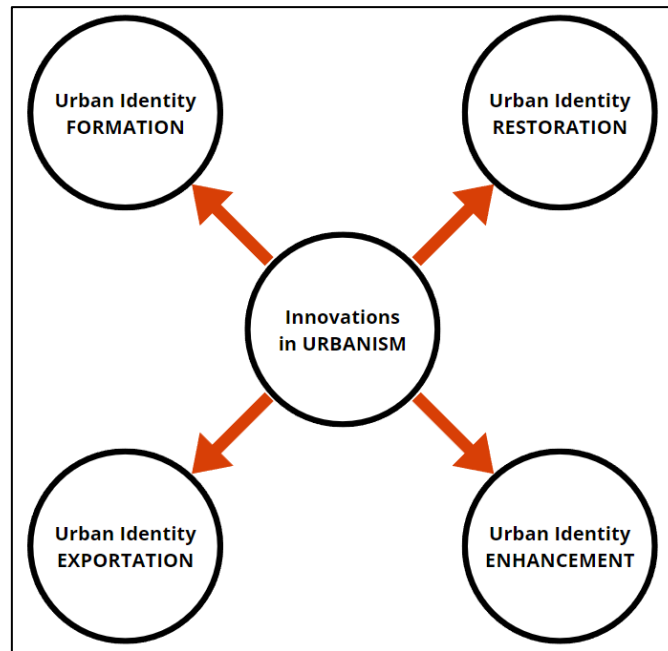 Urban Identity
FORMATION
Urban Identity
RESTORATION
Innovations
in URBANISM
Urban Identity
EXPORTATION
Urban Identity
ENHANCEMENT